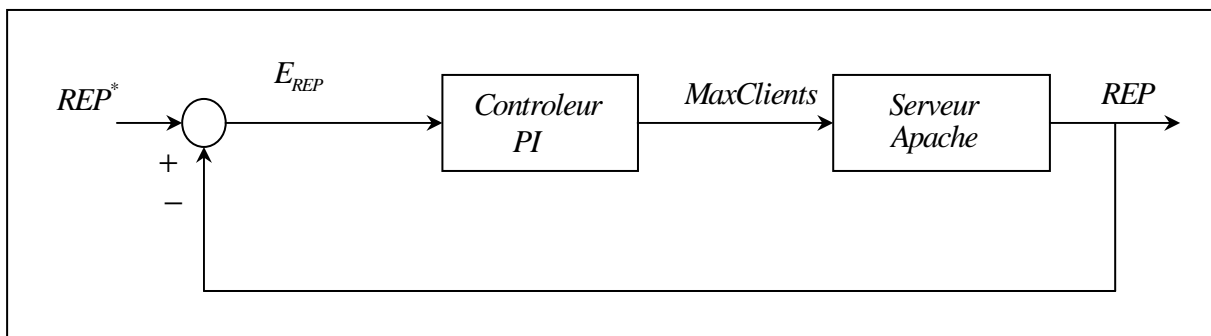 REP*
E_REP
Controleur
PI
MaxClients
Serveur
Apache
REP
+
−